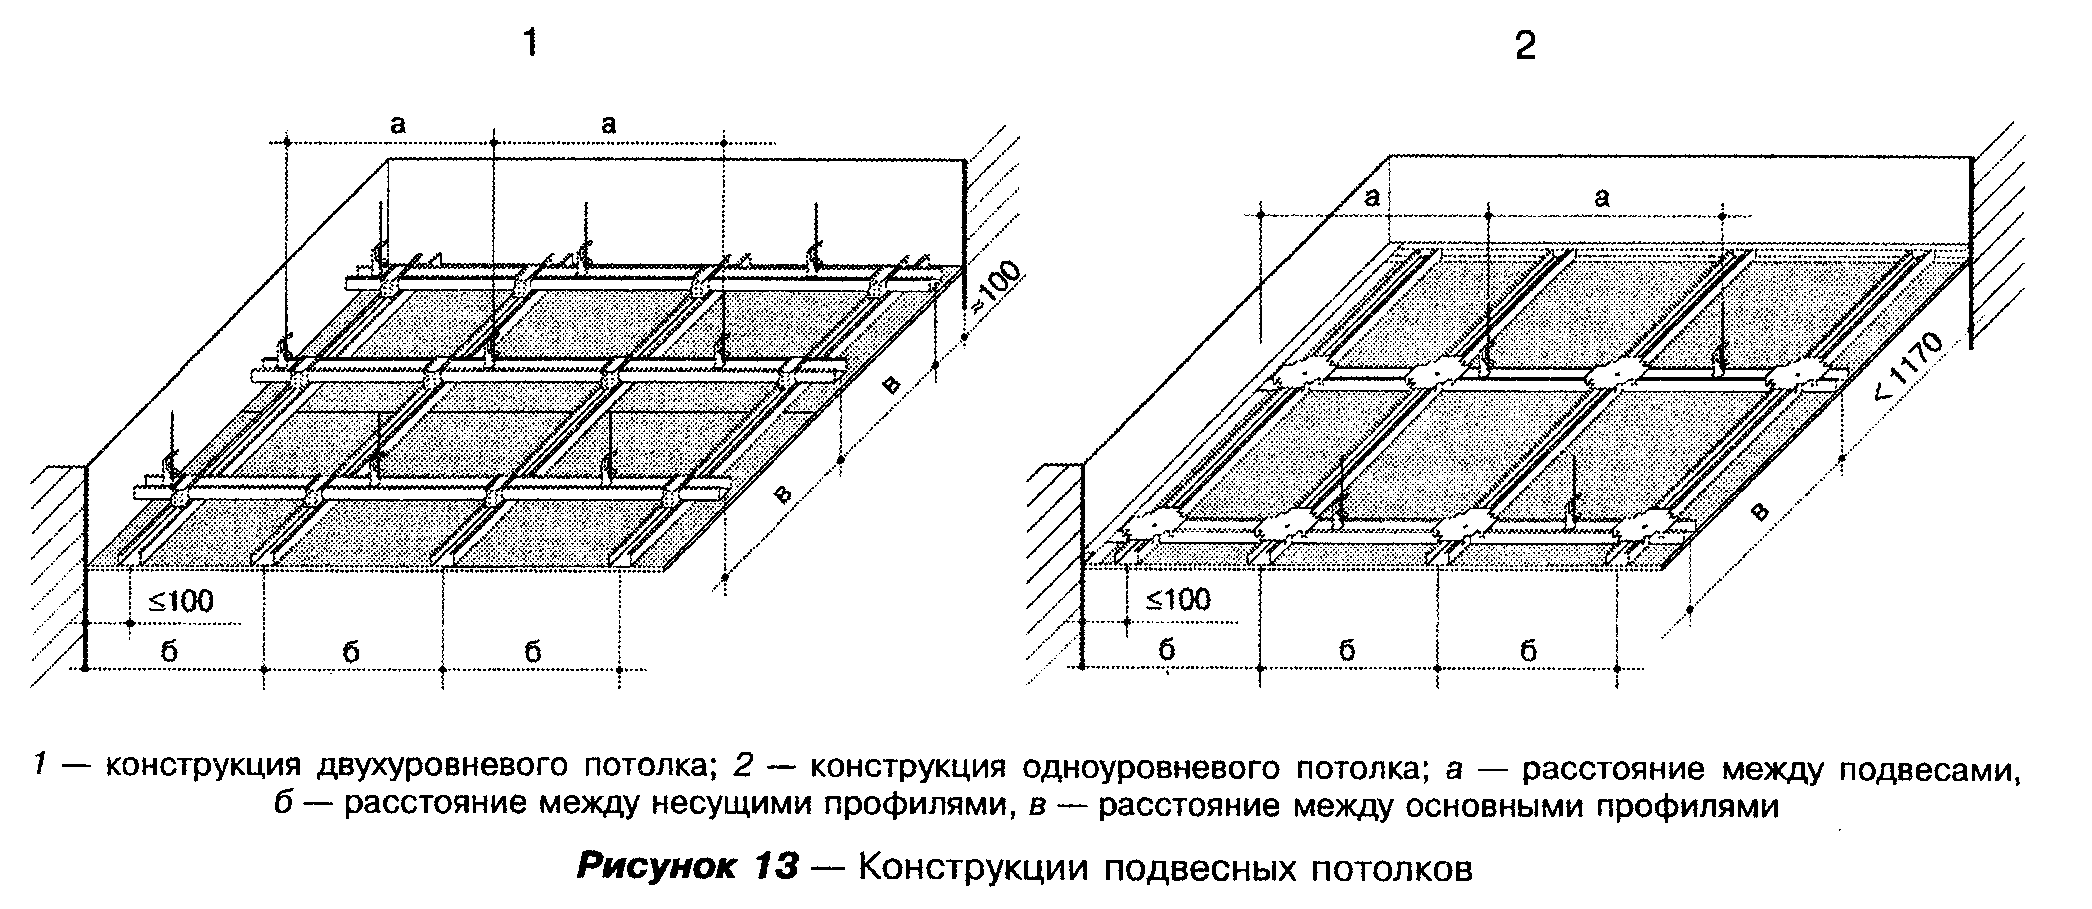 1
2
а а
а а
≈100
< 1170
в
в
в
≤100
≤100
б б б
б б б
1 — конструкция двухуровневого потолка; 2 — конструкция одноуровневого потолка; а — расстояние между подвесами,
б — расстояние между несущими профилями, в — расстояние между основными профилями
Рисунок 13 — Конструкции подвесных потолков